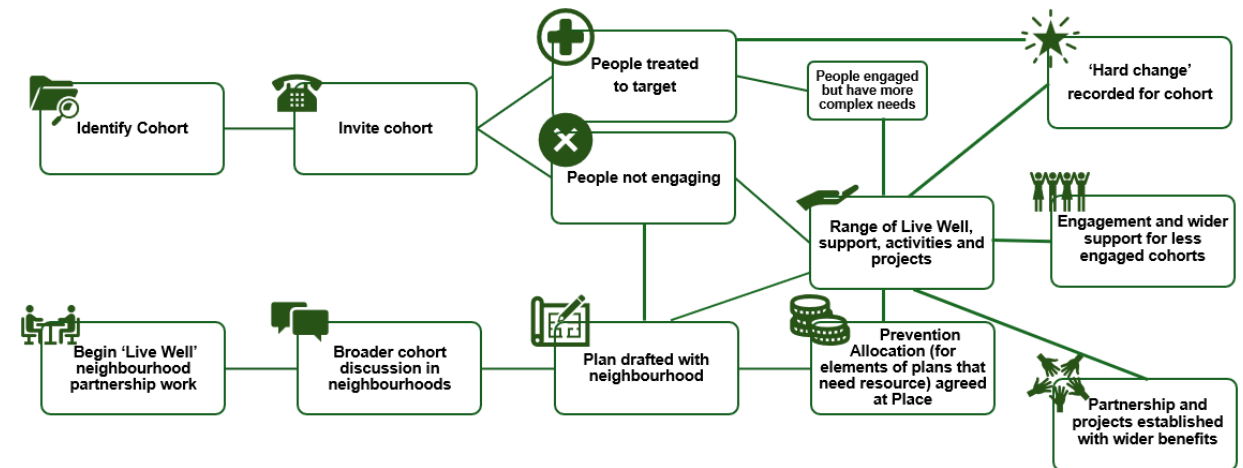 Identify Cohort
Invite cohort
People treated
to target
People not engaging
People engaged
but have more
complex needs
‘Hard change’
recorded for cohort
Range of Live Well,
support, activities and
projects
Engagement and wider
support for less
engaged cohorts
Begin ‘Live Well’
neighbourhood
partnership work
Broader cohort
discussion in
neighbourhoods
Plan drafted with
neighbourhood
Prevention
Allocation (for
elements of plans that
need resource) agreed
at Place
Partnership and
projects established
with wider benefits